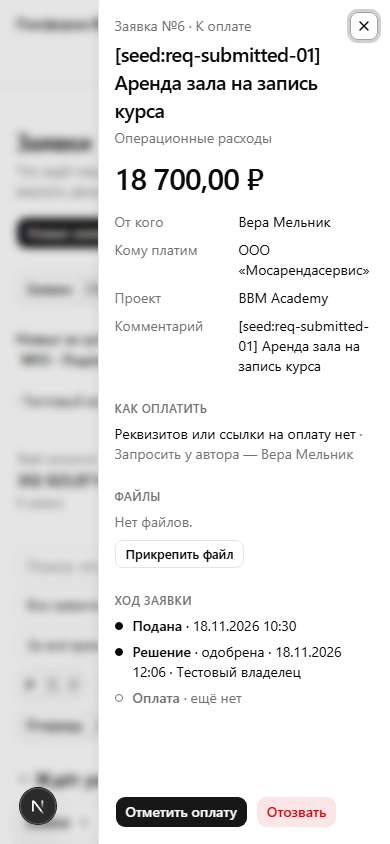 Заявка №6 · К оплате
[seed:req-submitted-01]
Аренда зала на запись
курса
Операционные расходы
18 700,00 ₽
От кого Вера Мельник
Кому платим ООО
«Мосарендасервис»
Проект BBM Academy
Комментарий [seed:req-submitted-
01] Аренда зала на
запись курса
КАК ОПЛАТИТЬ
Реквизитов или ссылки на оплату нет ·
Запросить у автора — Вера Мельник
ФАЙЛЫ
Нет файлов.
Прикрепить файл
ХОД ЗАЯВКИ
Подана · 18.11.2026 10:30
Решение · одобрена · 18.11.2026
12:06 · Тестовый владелец
Оплата · ещё нет
N
Отметить оплату Отозвать